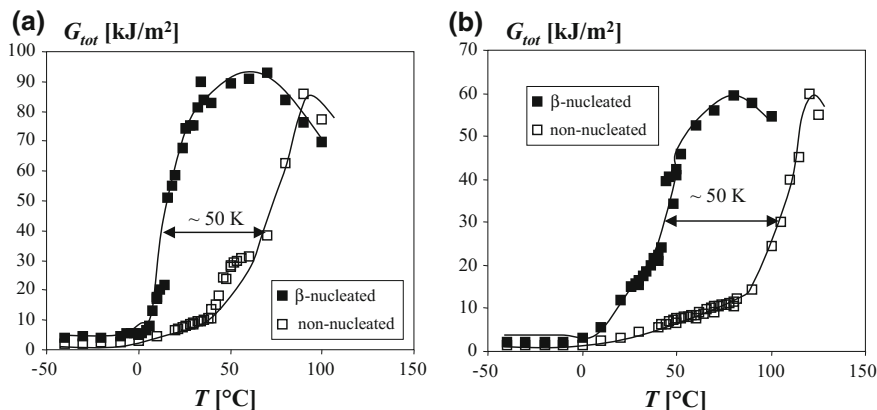 (a)
G_tot [kJ/m²]
100
90
80
70
60
50
40
30
20
10
0
-50
0
50
100
150
T [°C]
~ 50 K
β-nucleated
non-nucleated
(b)
G_tot [kJ/m²]
70
60
50
40
30
20
10
0
-50
0
50
100
150
T [°C]
β-nucleated
non-nucleated
~ 50 K